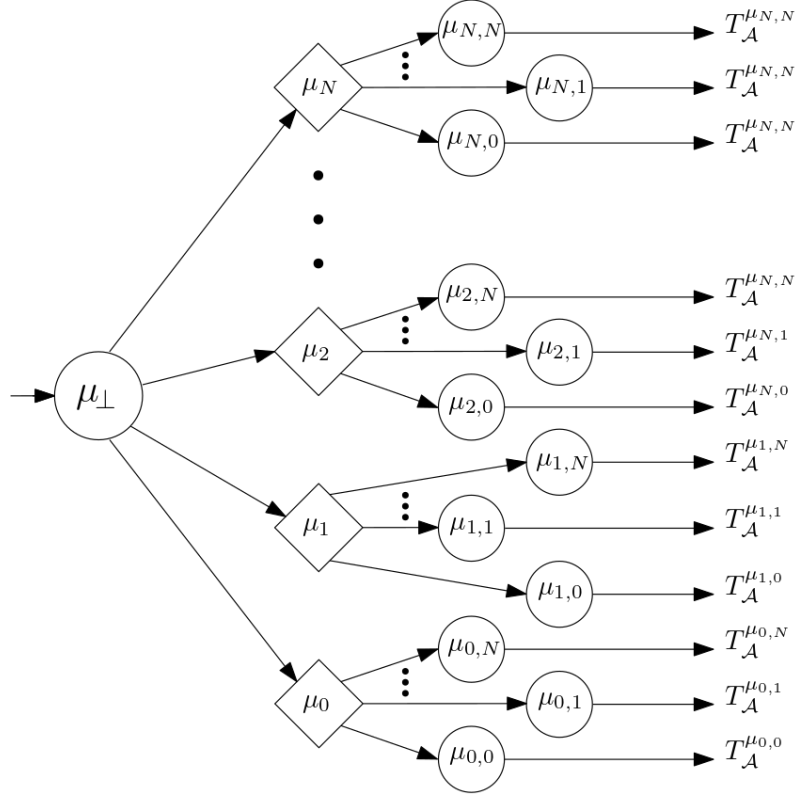 μ_{N,N} T_𝒜^{μ_{N,N}}
μ_N μ_{N,1} T_𝒜^{μ_{N,N}}
μ_{N,0} T_𝒜^{μ_{N,N}}
μ_{2,N} T_𝒜^{μ_{N,N}}
μ_2 μ_{2,1} T_𝒜^{μ_{N,1}}
μ_⊥ μ_{2,0} T_𝒜^{μ_{N,0}}
μ_{1,N} T_𝒜^{μ_{1,N}}
μ_1 μ_{1,1} T_𝒜^{μ_{1,1}}
μ_{1,0} T_𝒜^{μ_{1,0}}
μ_{0,N} T_𝒜^{μ_{0,N}}
μ_0 μ_{0,1} T_𝒜^{μ_{0,1}}
μ_{0,0} T_𝒜^{μ_{0,0}}